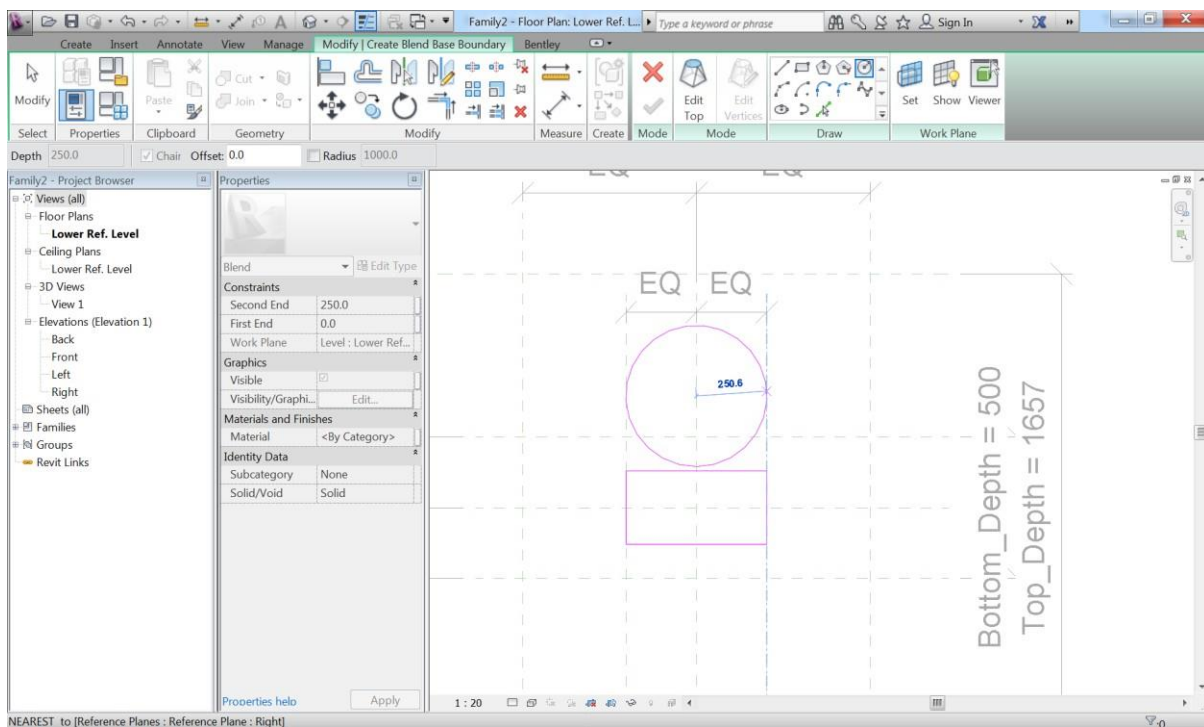 Family2 - Floor Plan: Lower Ref. L...
Type a keyword or phrase
Sign In
Create Insert Annotate View Manage Modify | Create Blend Base Boundary Bentley
Modify
Paste
Cut
Join
Edit Top
Edit Vertices
Set Show Viewer
Select Properties Clipboard Geometry Modify Measure Create Mode Mode Draw Work Plane
Depth 250.0 Chair Offset: 0.0 Radius 1000.0
Family2 - Project Browser
Views (all)
Floor Plans
Lower Ref. Level
Ceiling Plans
Lower Ref. Level
3D Views
View 1
Elevations (Elevation 1)
Back
Front
Left
Right
Sheets (all)
Families
Groups
Revit Links
Properties
Blend Edit Type
Constraints
Second End 250.0
First End 0.0
Work Plane Level : Lower Ref...
Graphics
Visible
Visibility/Graphi... Edit...
Materials and Finishes
Material <By Category>
Identity Data
Subcategory None
Solid/Void Solid
Properties help Apply
EQ EQ
EQ EQ
250.6
Bottom_Depth = 500
Top_Depth = 1657
1 : 20
NEAREST to [Reference Planes : Reference Plane : Right]
:0